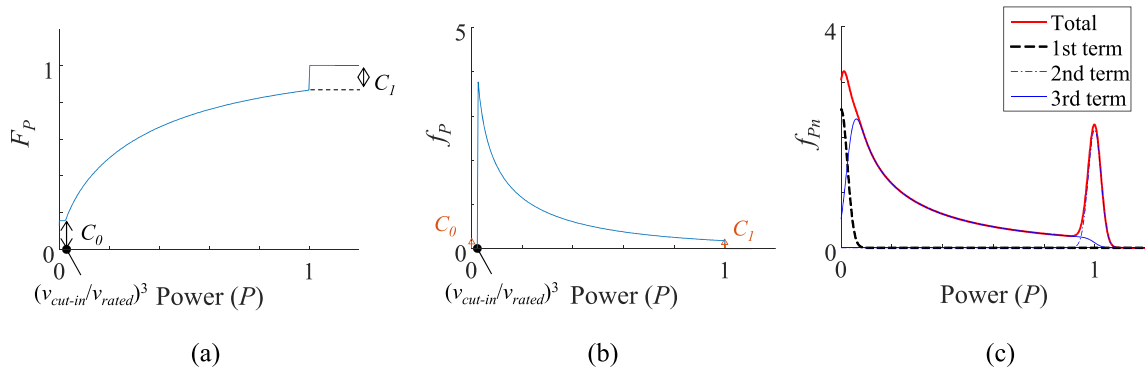 1
F_P
C_1
C_0
0
0
1
(v_cut-in/v_rated)^3 Power (P)
(a)
5
f_P
C_0
C_1
0
0
1
(v_cut-in/v_rated)^3 Power (P)
(b)
4
Total
1st term
2nd term
3rd term
f_Pn
0
0
1
Power (P)
(c)